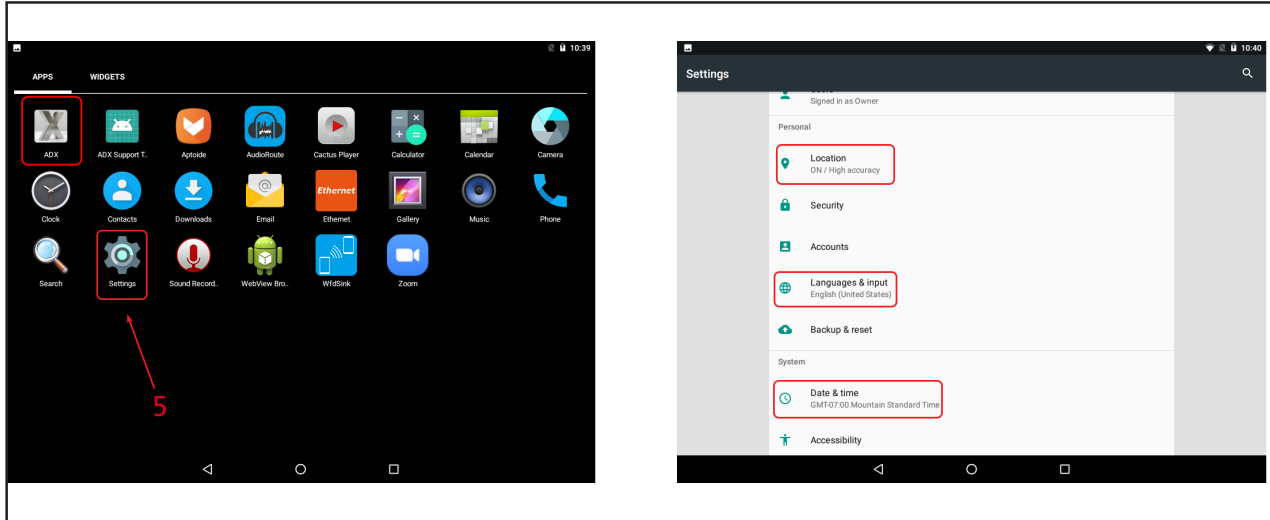 10:39
APPS WIDGETS
ADX ADX Support T.. Aptoide AudioRoute Cactus Player Calculator Calendar Camera
Ethernet
Clock Contacts Downloads Email Ethernet Gallery Music Phone
Search Settings Sound Record.. WebView Bro.. WfdSink Zoom
5
10:40
Settings
Signed in as Owner
Personal
Location
ON / High accuracy
Security
Accounts
Languages & input
English (United States)
Backup & reset
System
Date & time
GMT-07:00 Mountain Standard Time
Accessibility